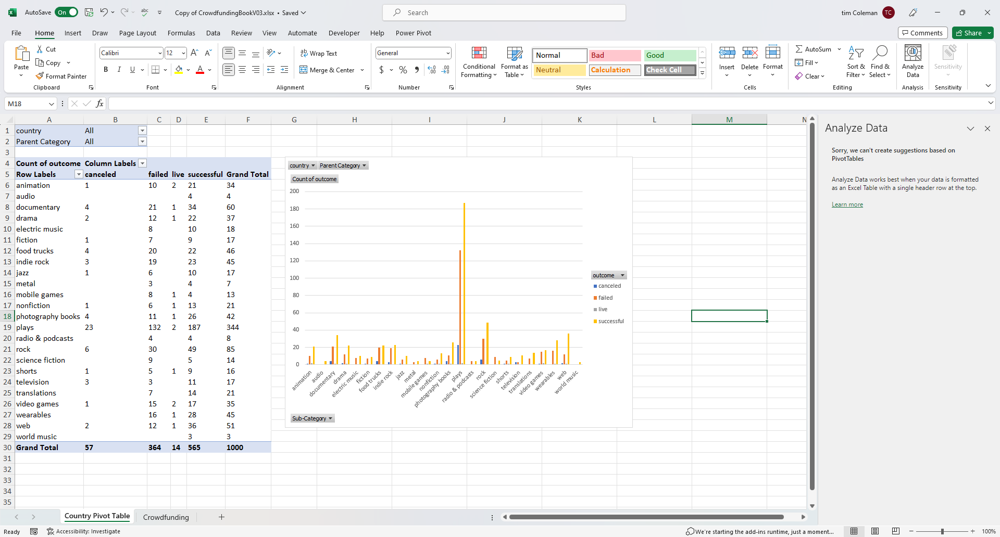 AutoSave On Copy of CrowdfundingBookV03.xlsx • Saved Search tim Coleman TC
File Home Insert Draw Page Layout Formulas Data Review View Automate Developer Help Power Pivot Comments Share
Paste Cut Copy Format Painter Clipboard
Calibri 12 B I U A Font
Wrap Text Merge & Center Alignment
General $ % Number
Conditional Formatting Format as Table
Normal Bad Good
Neutral Calculation Check Cell
Styles
Insert Delete Format Cells
AutoSum Fill Clear Sort & Filter Find & Select Editing
Analyze Data Analysis
Sensitivity Sensitivity
M18 fx
A B C D E F G H I J K L M N
1 country All
2 Parent Category All
3
4 Count of outcome Column Labels
5 Row Labels canceled failed live successful Grand Total
6 animation 1 10 2 21 34
7 audio 4 4
8 documentary 4 21 1 34 60
9 drama 2 12 1 22 37
10 electric music 8 10 18
11 fiction 1 7 9 17
12 food trucks 4 20 22 46
13 indie rock 3 19 23 45
14 jazz 1 6 10 17
15 metal 3 4 7
16 mobile games 8 1 4 13
17 nonfiction 1 6 1 13 21
18 photography books 4 11 1 26 42
19 plays 23 132 2 187 344
20 radio & podcasts 4 4 8
21 rock 6 30 49 85
22 science fiction 9 5 14
23 shorts 1 5 1 9 16
24 television 3 3 11 17
25 translations 7 14 21
26 video games 1 15 2 17 35
27 wearables 16 1 28 45
28 web 2 12 1 36 51
29 world music 3 3
30 Grand Total 57 364 14 565 1000
31
32
33
34
35
country Parent Category
Count of outcome
200
180
160
140
120
100
80
60
40
20
0
animation audio documentary drama electric music fiction food trucks indie rock jazz metal mobile games nonfiction photography books plays radio & podcasts rock science fiction shorts television translations video games wearables web world music
Sub-Category
outcome
canceled
failed
live
successful
Analyze Data
Sorry, we can't create suggestions based on
PivotTables
Analyze Data works best when your data is formatted
as an Excel Table with a single header row at the top.
Learn more
Country Pivot Table Crowdfunding
Ready Accessibility: Investigate We're starting the add-ins runtime, just a moment... 100%